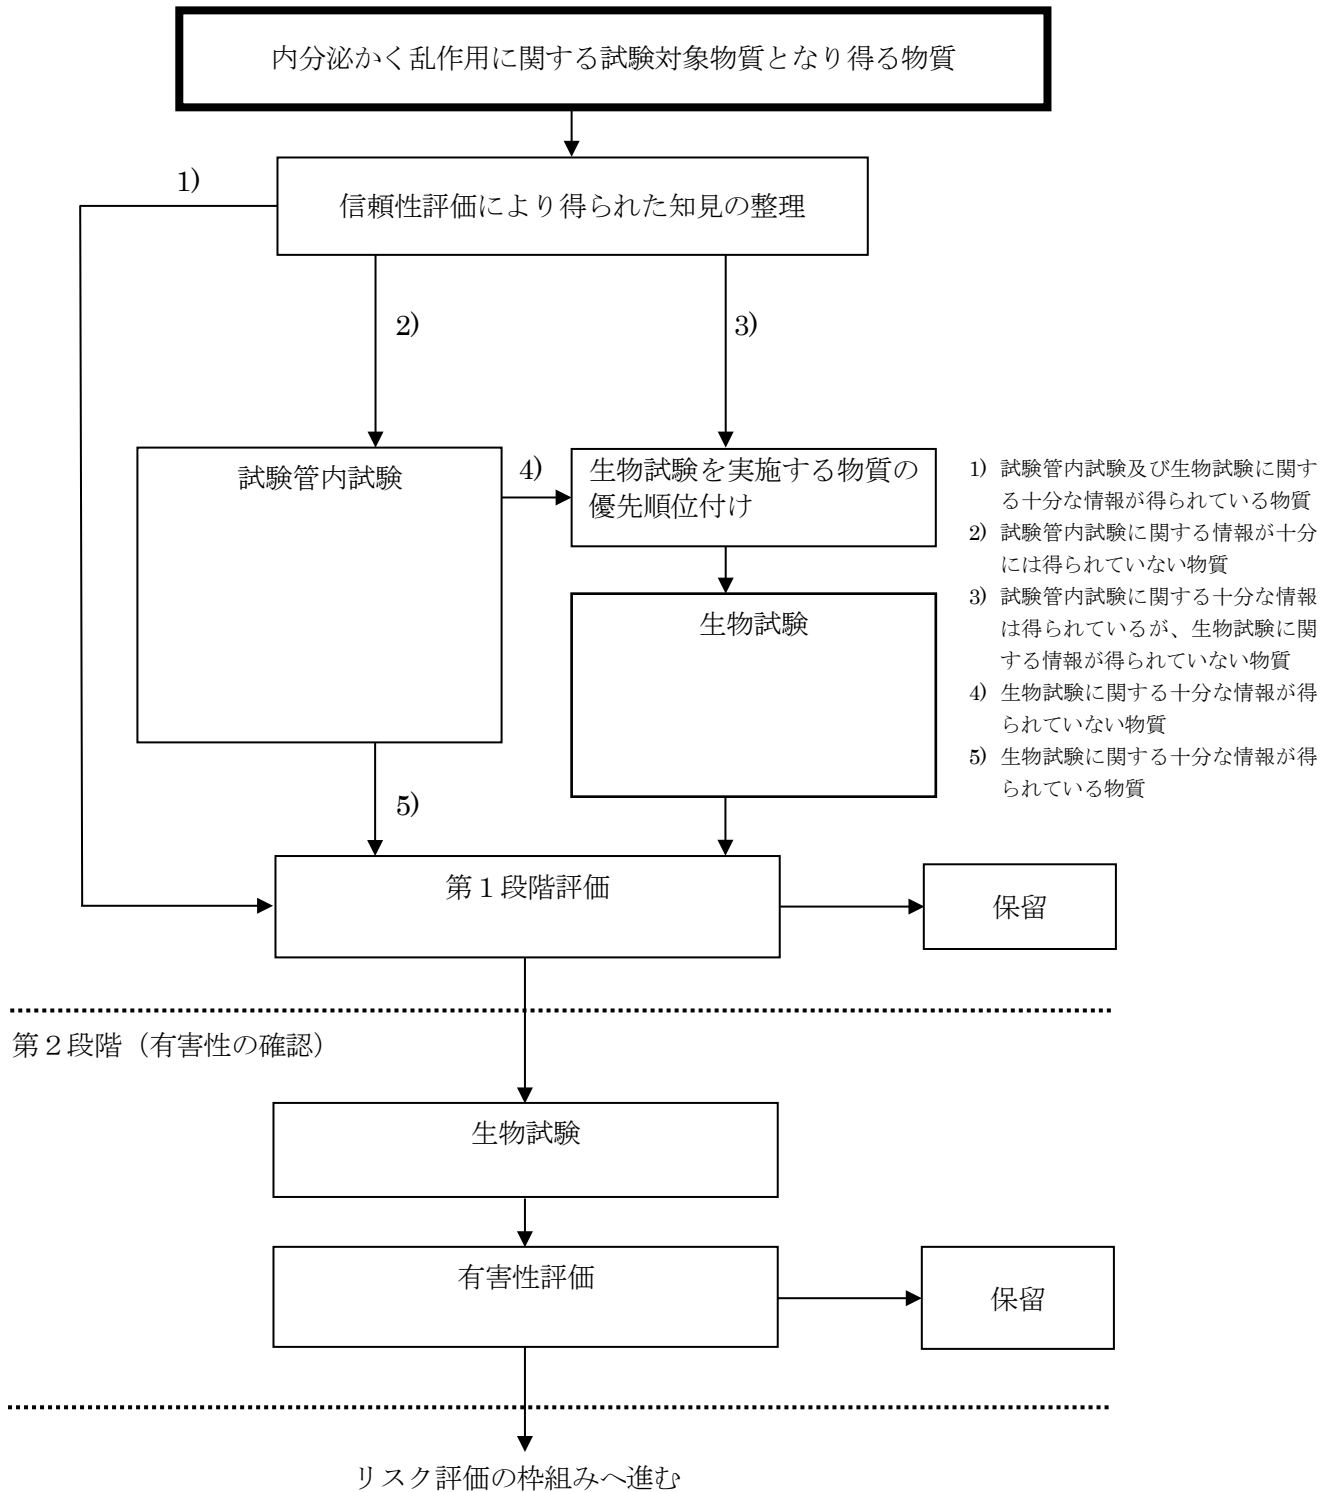 内分泌かく乱作用に関する試験対象物質となり得る物質
1)
信頼性評価により得られた知見の整理
2)
3)
試験管内試験
4)
生物試験を実施する物質の
優先順位付け
生物試験
1) 試験管内試験及び生物試験に関す
る十分な情報が得られている物質
2) 試験管内試験に関する情報が十分
には得られていない物質
3) 試験管内試験に関する十分な情報
は得られているが、生物試験に関
する情報が得られていない物質
4) 生物試験に関する十分な情報が得
られていない物質
5) 生物試験に関する十分な情報が得
られている物質
5)
第１段階評価
保留
第２段階（有害性の確認）
生物試験
有害性評価
保留
リスク評価の枠組みへ進む